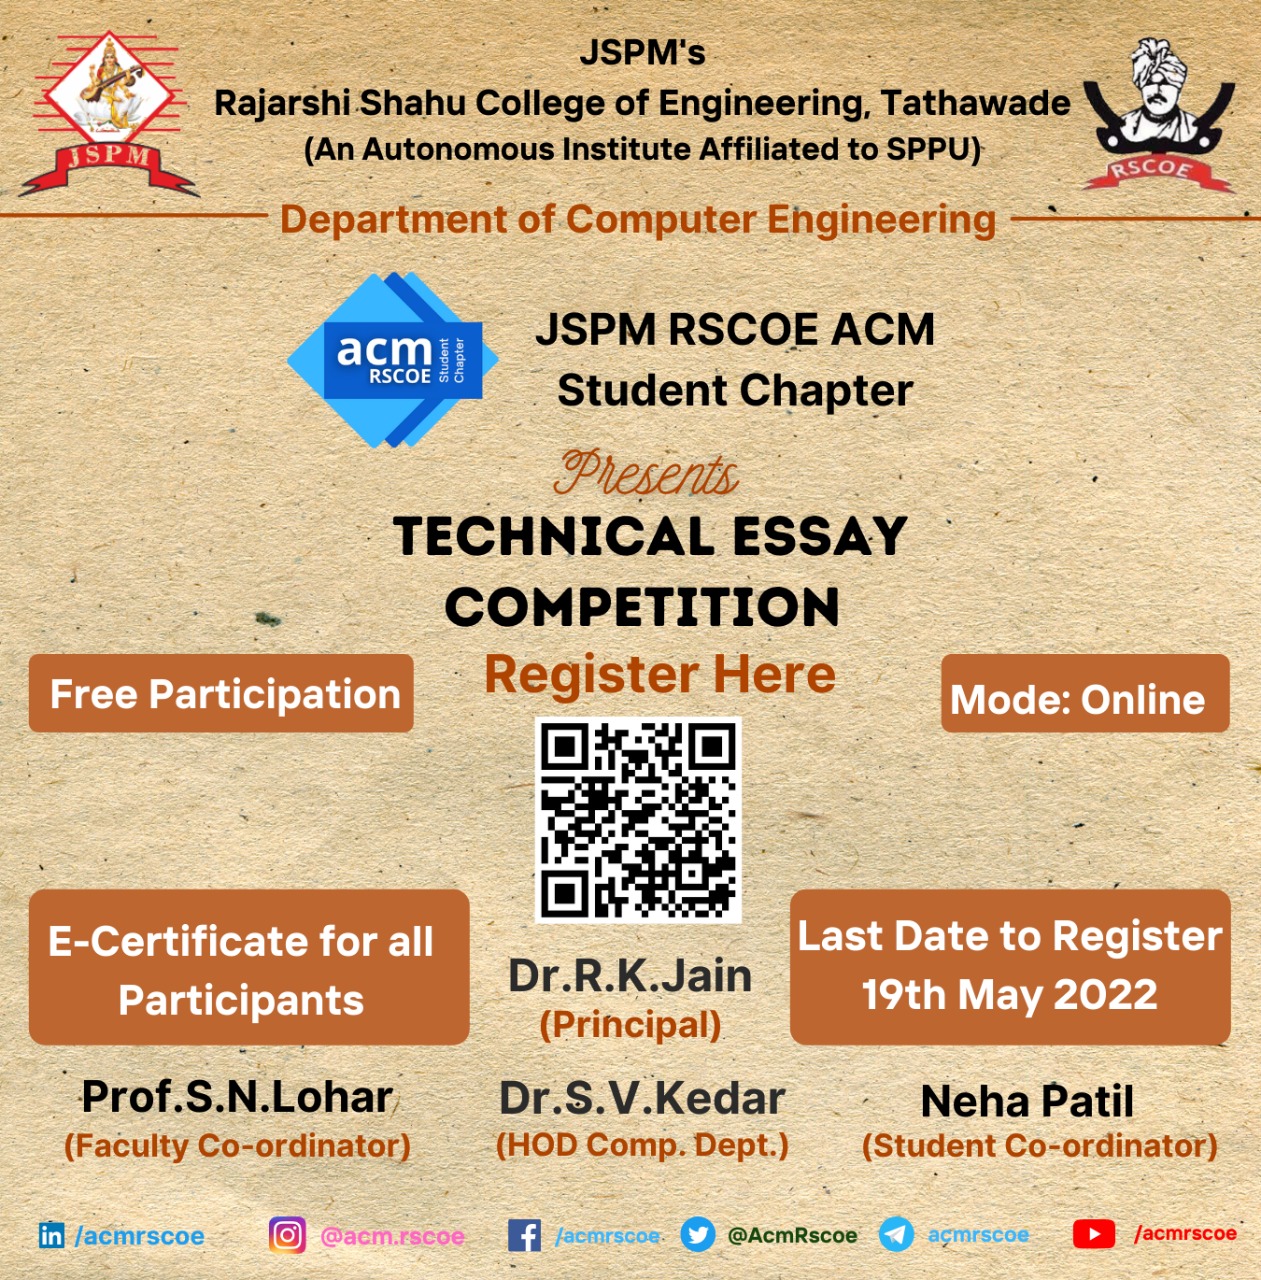 JSPM's
Rajarshi Shahu College of Engineering, Tathawade
(An Autonomous Institute Affiliated to SPPU)
JSPM
RSCOE
Department of Computer Engineering
acm
RSCOE
Student
Chapter
JSPM RSCOE ACM
Student Chapter
Presents
TECHNICAL ESSAY
COMPETITION
Register Here
Free Participation
Mode: Online
E-Certificate for all
Participants
Last Date to Register
19th May 2022
Dr.R.K.Jain
(Principal)
Prof.S.N.Lohar
(Faculty Co-ordinator)
Dr.S.V.Kedar
(HOD Comp. Dept.)
Neha Patil
(Student Co-ordinator)
in /acmrscoe
@acm.rscoe
f /acmrscoe
@AcmRscoe
acmrscoe
/acmrscoe